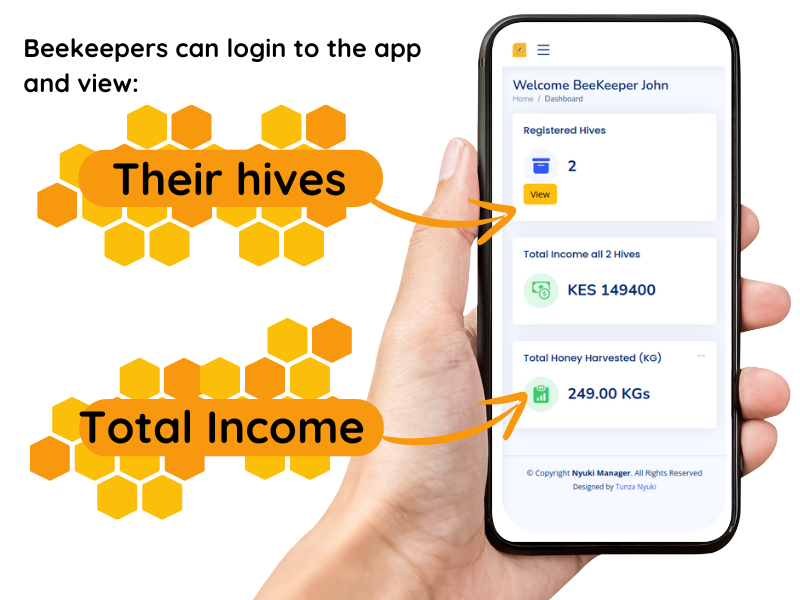 Beekeepers can login to the app
and view:
Their hives
Total Income
Welcome BeeKeeper John
Home / Dashboard
Registered Hives
2
View
Total Income all 2 Hives
KES 149400
Total Honey Harvested (KG)
249.00 KGs
© Copyright Nyuki Manager. All Rights Reserved
Designed by Tunza Nyuki